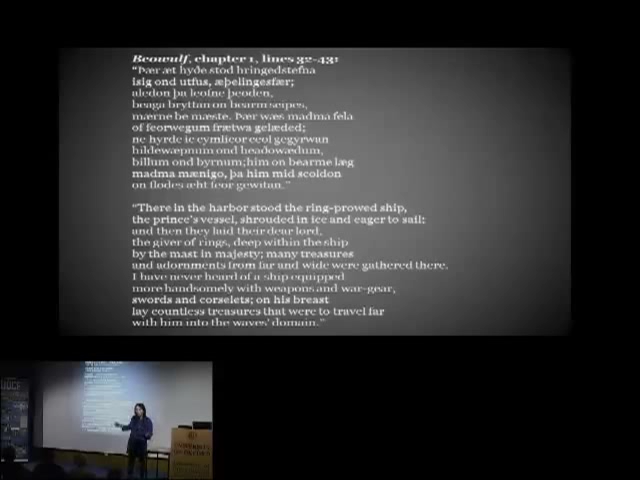 Beowulf, chapter 1, lines 32-43:
"Þær æt hyðe stod hringedstefna
isig ond utfus, æþelingesfær;
aledon þa leofne þeoden,
beaga bryttan on bearm scipes,
mærne be mæste. Þær wæs madma fela
of feorwegum frætwa gelæded;
ne hyrde ic cymlicor ceol gegyrwan
hildewæpnum ond heaðowædum,
billum ond byrnum; him on bearme læg
madma mænigo, þa him mid scoldon
on flodes æht feor gewitan."
"There in the harbor stood the ring-prowed ship,
the prince's vessel, shrouded in ice and eager to sail;
and then they laid their dear lord,
the giver of rings, deep within the ship
by the mast in majesty; many treasures
and adornments from far and wide were gathered there.
I have never heard of a ship equipped
more handsomely with weapons and war-gear,
swords and corselets; on his breast
lay countless treasures that were to travel far
with him into the waves' domain."
UNIVERSITY
OF OXFORD